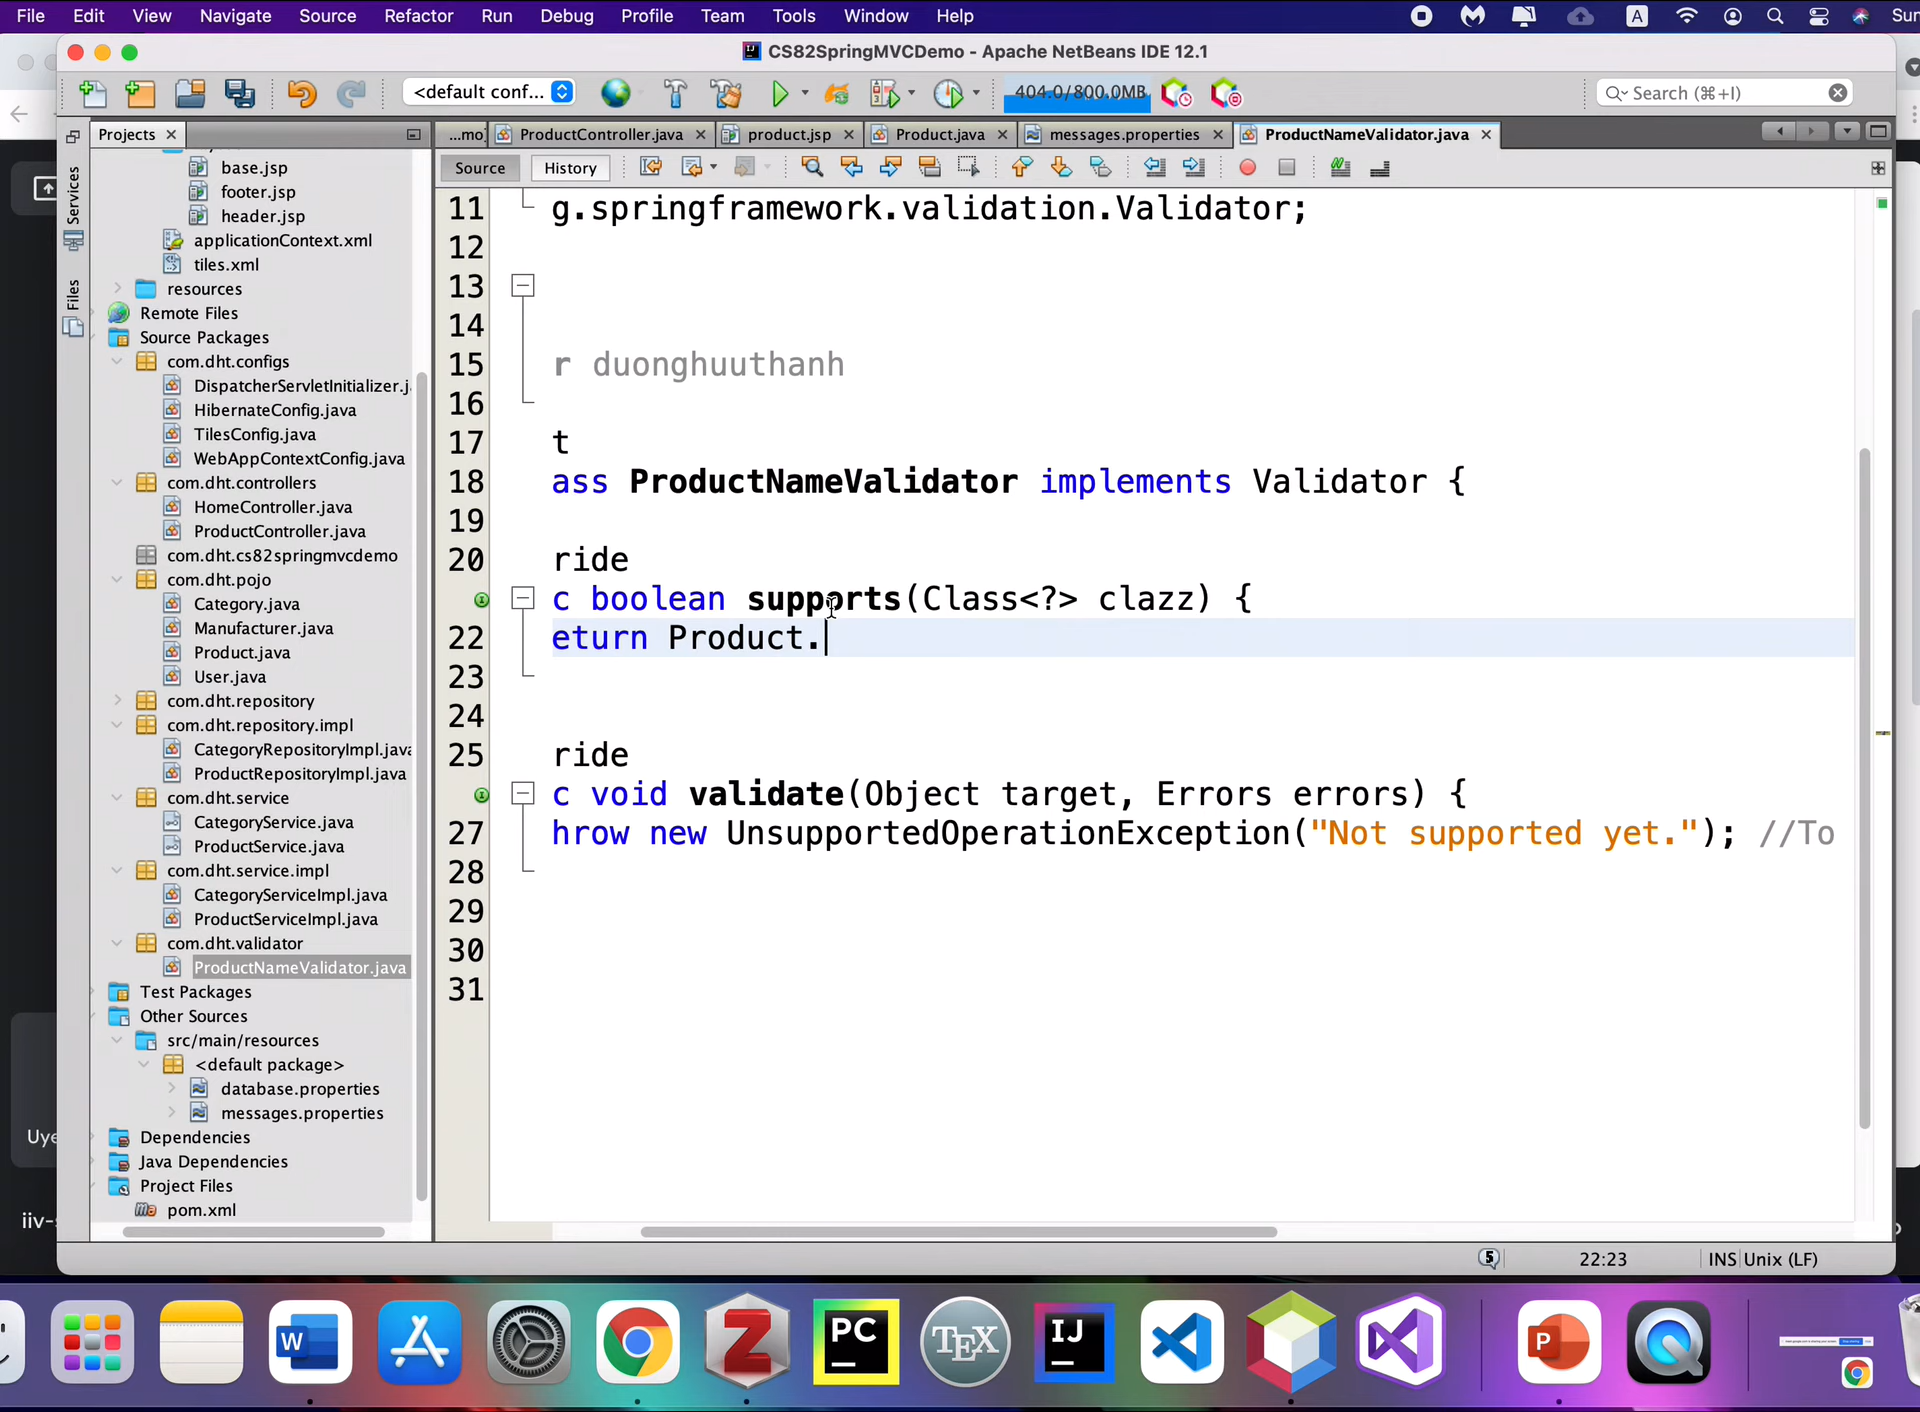 File Edit View Navigate Source Refactor Run Debug Profile Team Tools Window Help A Sun
CS82SpringMVCDemo - Apache NetBeans IDE 12.1
<default conf... 404.0/800.0MB Search (⌘+I)
Projects ...mo ProductController.java product.jsp Product.java messages.properties ProductNameValidator.java
Source History
Services
Files
base.jsp
footer.jsp
header.jsp
applicationContext.xml
tiles.xml
resources
Remote Files
Source Packages
com.dht.configs
DispatcherServletInitializer.j
HibernateConfig.java
TilesConfig.java
WebAppContextConfig.java
com.dht.controllers
HomeController.java
ProductController.java
com.dht.cs82springmvcdemo
com.dht.pojo
Category.java
Manufacturer.java
Product.java
User.java
com.dht.repository
com.dht.repository.impl
CategoryRepositoryImpl.java
ProductRepositoryImpl.java
com.dht.service
CategoryService.java
ProductService.java
com.dht.service.impl
CategoryServiceImpl.java
ProductServiceImpl.java
com.dht.validator
ProductNameValidator.java
Test Packages
Other Sources
src/main/resources
<default package>
database.properties
messages.properties
Dependencies
Java Dependencies
Project Files
pom.xml
11 g.springframework.validation.Validator;
12
13
14
15 r duonghuuthanh
16
17 t
18 ass ProductNameValidator implements Validator {
19
20 ride
c boolean supports(Class<?> clazz) {
22 eturn Product.
23
24
25 ride
c void validate(Object target, Errors errors) {
27 hrow new UnsupportedOperationException("Not supported yet."); //To
28
29
30
31
Uye
iiv-s
5 22:23 INS Unix (LF)
W Z PC TEX IJ P